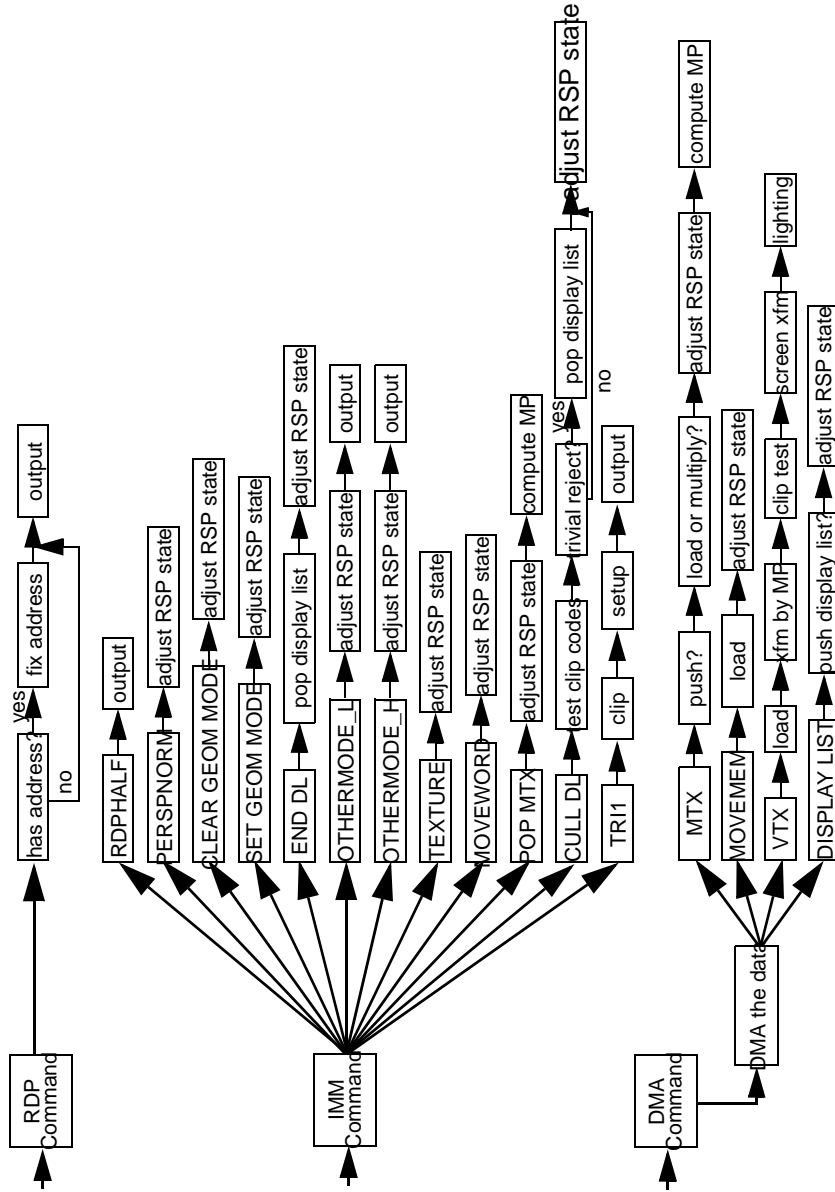 RDP
Command
has address?
yes
no
fix address
output
IMM
Command
RDPHALF
output
PERSPNORM
adjust RSP state
CLEAR GEOM MODE
adjust RSP state
SET GEOM MODE
adjust RSP state
END DL
pop display list
adjust RSP state
OTHERMODE_L
adjust RSP state
output
OTHERMODE_H
adjust RSP state
output
TEXTURE
adjust RSP state
MOVEWORD
adjust RSP state
POP MTX
adjust RSP state
compute MP
CULL DL
test clip codes
trivial reject?
yes
no
pop display list
adjust RSP state
TRI1
clip
setup
output
DMA
Command
DMA the data
MTX
push?
load or multiply?
adjust RSP state
compute MP
MOVEMEM
load
adjust RSP state
VTX
load
xfm by MP
clip test
screen xfm
lighting
DISPLAY LIST
push display list?
adjust RSP state